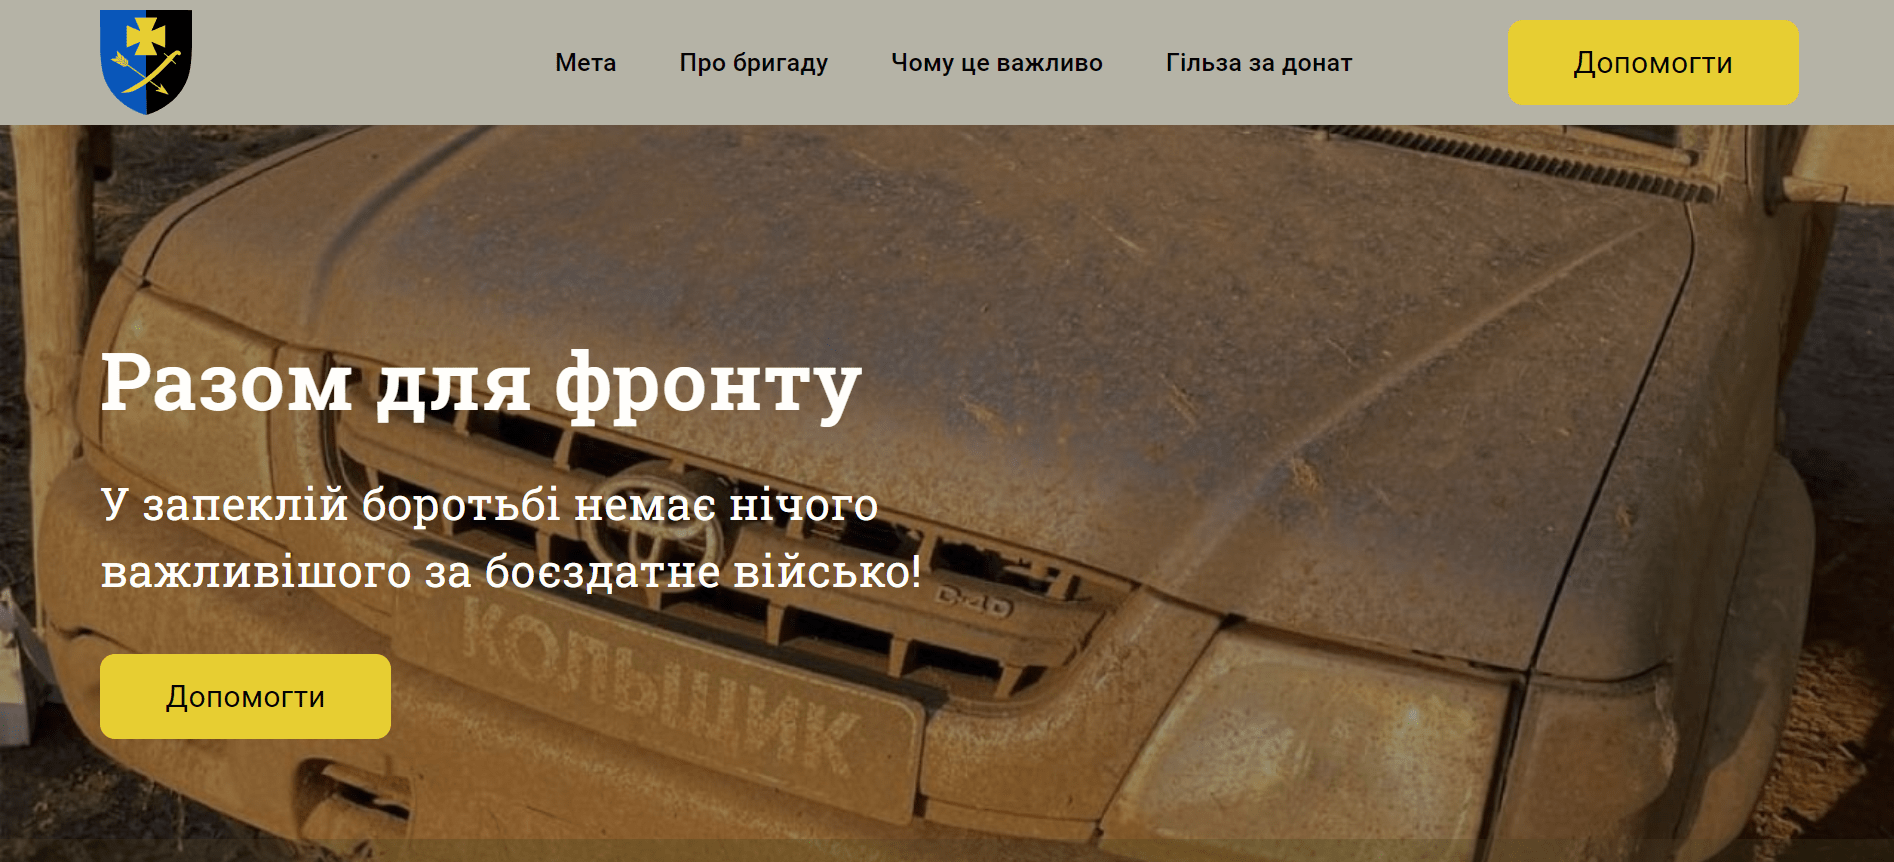 Мета
Про бригаду
Чому це важливо
Гільза за донат
Допомогти
Разом для фронту
У запеклій боротьбі немає нічого
важливішого за боєздатне військо!
D-4D
КОЛЬЩИК
Допомогти